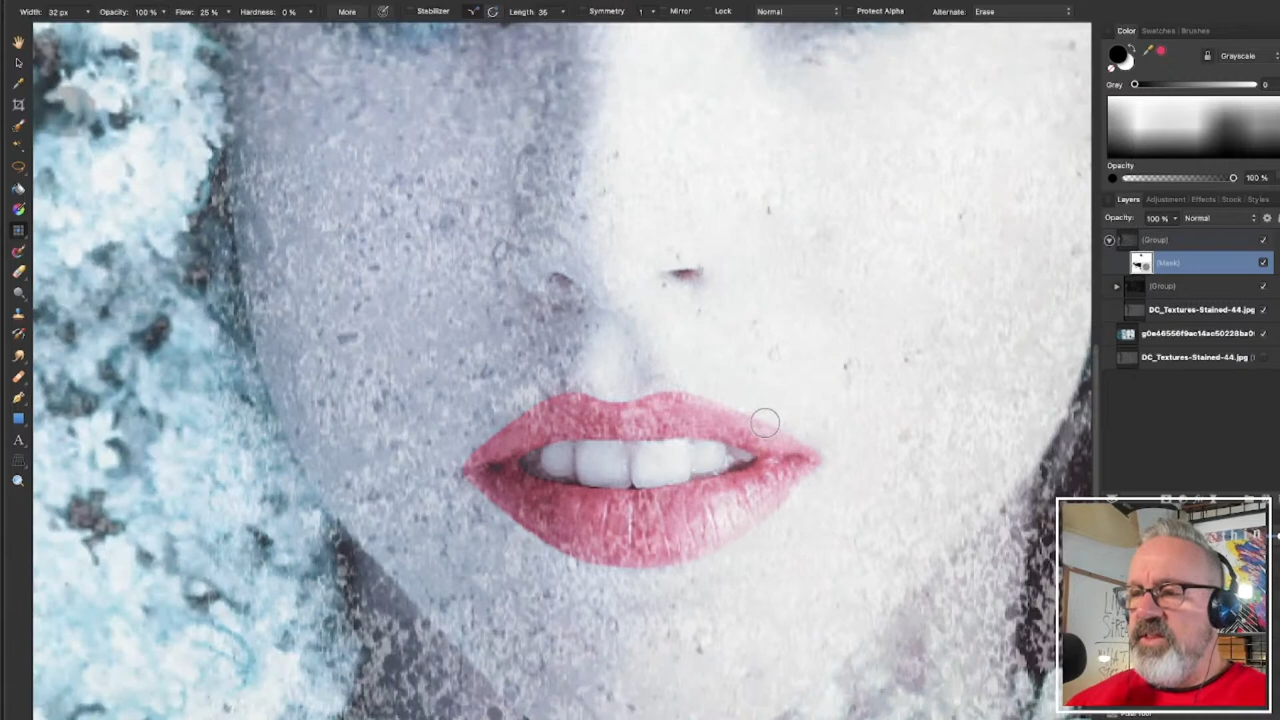 Width: 32 px Opacity: 100 % Flow: 25 % Hardness: 0 % More Stabilizer Length: 35 Symmetry 1 Mirror Lock Normal Protect Alpha Alternate: Erase
Color Swatches Brushes
Grayscale
Gray 0
Opacity
100 %
Layers Adjustment Effects Stock Styles
Opacity: 100 % Normal
(Group)
(Mask)
(Group)
DC_Textures-Stained-44.jpg
DC_Textures-Stained-44.jpg